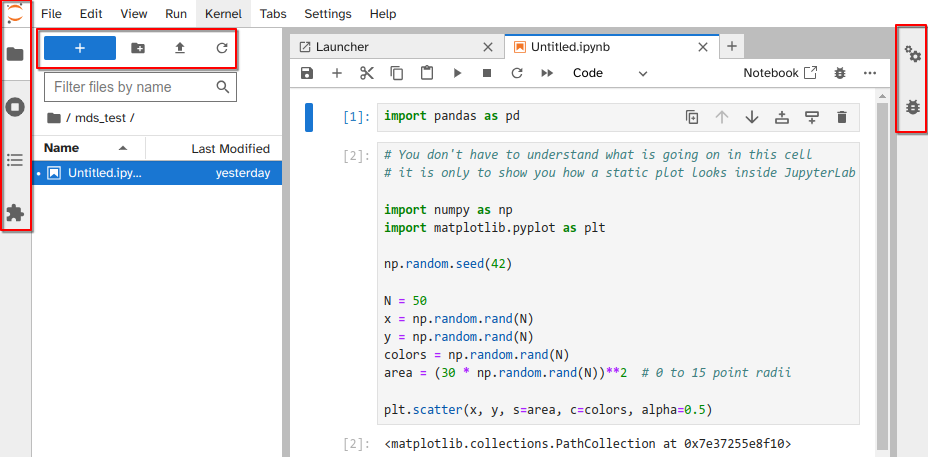 File Edit View Run Kernel Tabs Settings Help
Launcher
Untitled.ipynb
Code
Notebook
Filter files by name
/ mds_test /
Name Last Modified
Untitled.ipy... yesterday
[1]: import pandas as pd
[2]: # You don't have to understand what is going on in this cell
# it is only to show you how a static plot looks inside JupyterLab
import numpy as np
import matplotlib.pyplot as plt
np.random.seed(42)
N = 50
x = np.random.rand(N)
y = np.random.rand(N)
colors = np.random.rand(N)
area = (30 * np.random.rand(N))**2  # 0 to 15 point radii
plt.scatter(x, y, s=area, c=colors, alpha=0.5)
[2]: <matplotlib.collections.PathCollection at 0x7e37255e8f10>